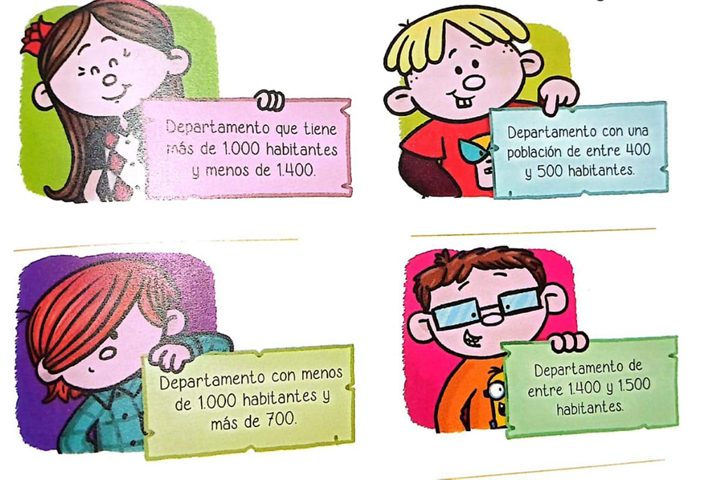 Departamento que tiene
más de 1.000 habitantes
y menos de 1.400.
Departamento con una
población de entre 400
y 500 habitantes.
Departamento con menos
de 1.000 habitantes y
más de 700.
Departamento de
entre 1.400 y 1.500
habitantes.